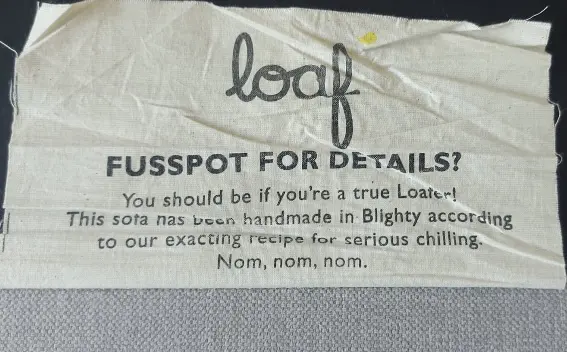 loaf
FUSSPOT FOR DETAILS?
You should be if you're a true Loafer!
This sofa has been handmade in Blighty according
to our exacting recipe for serious chilling.
Nom, nom, nom.